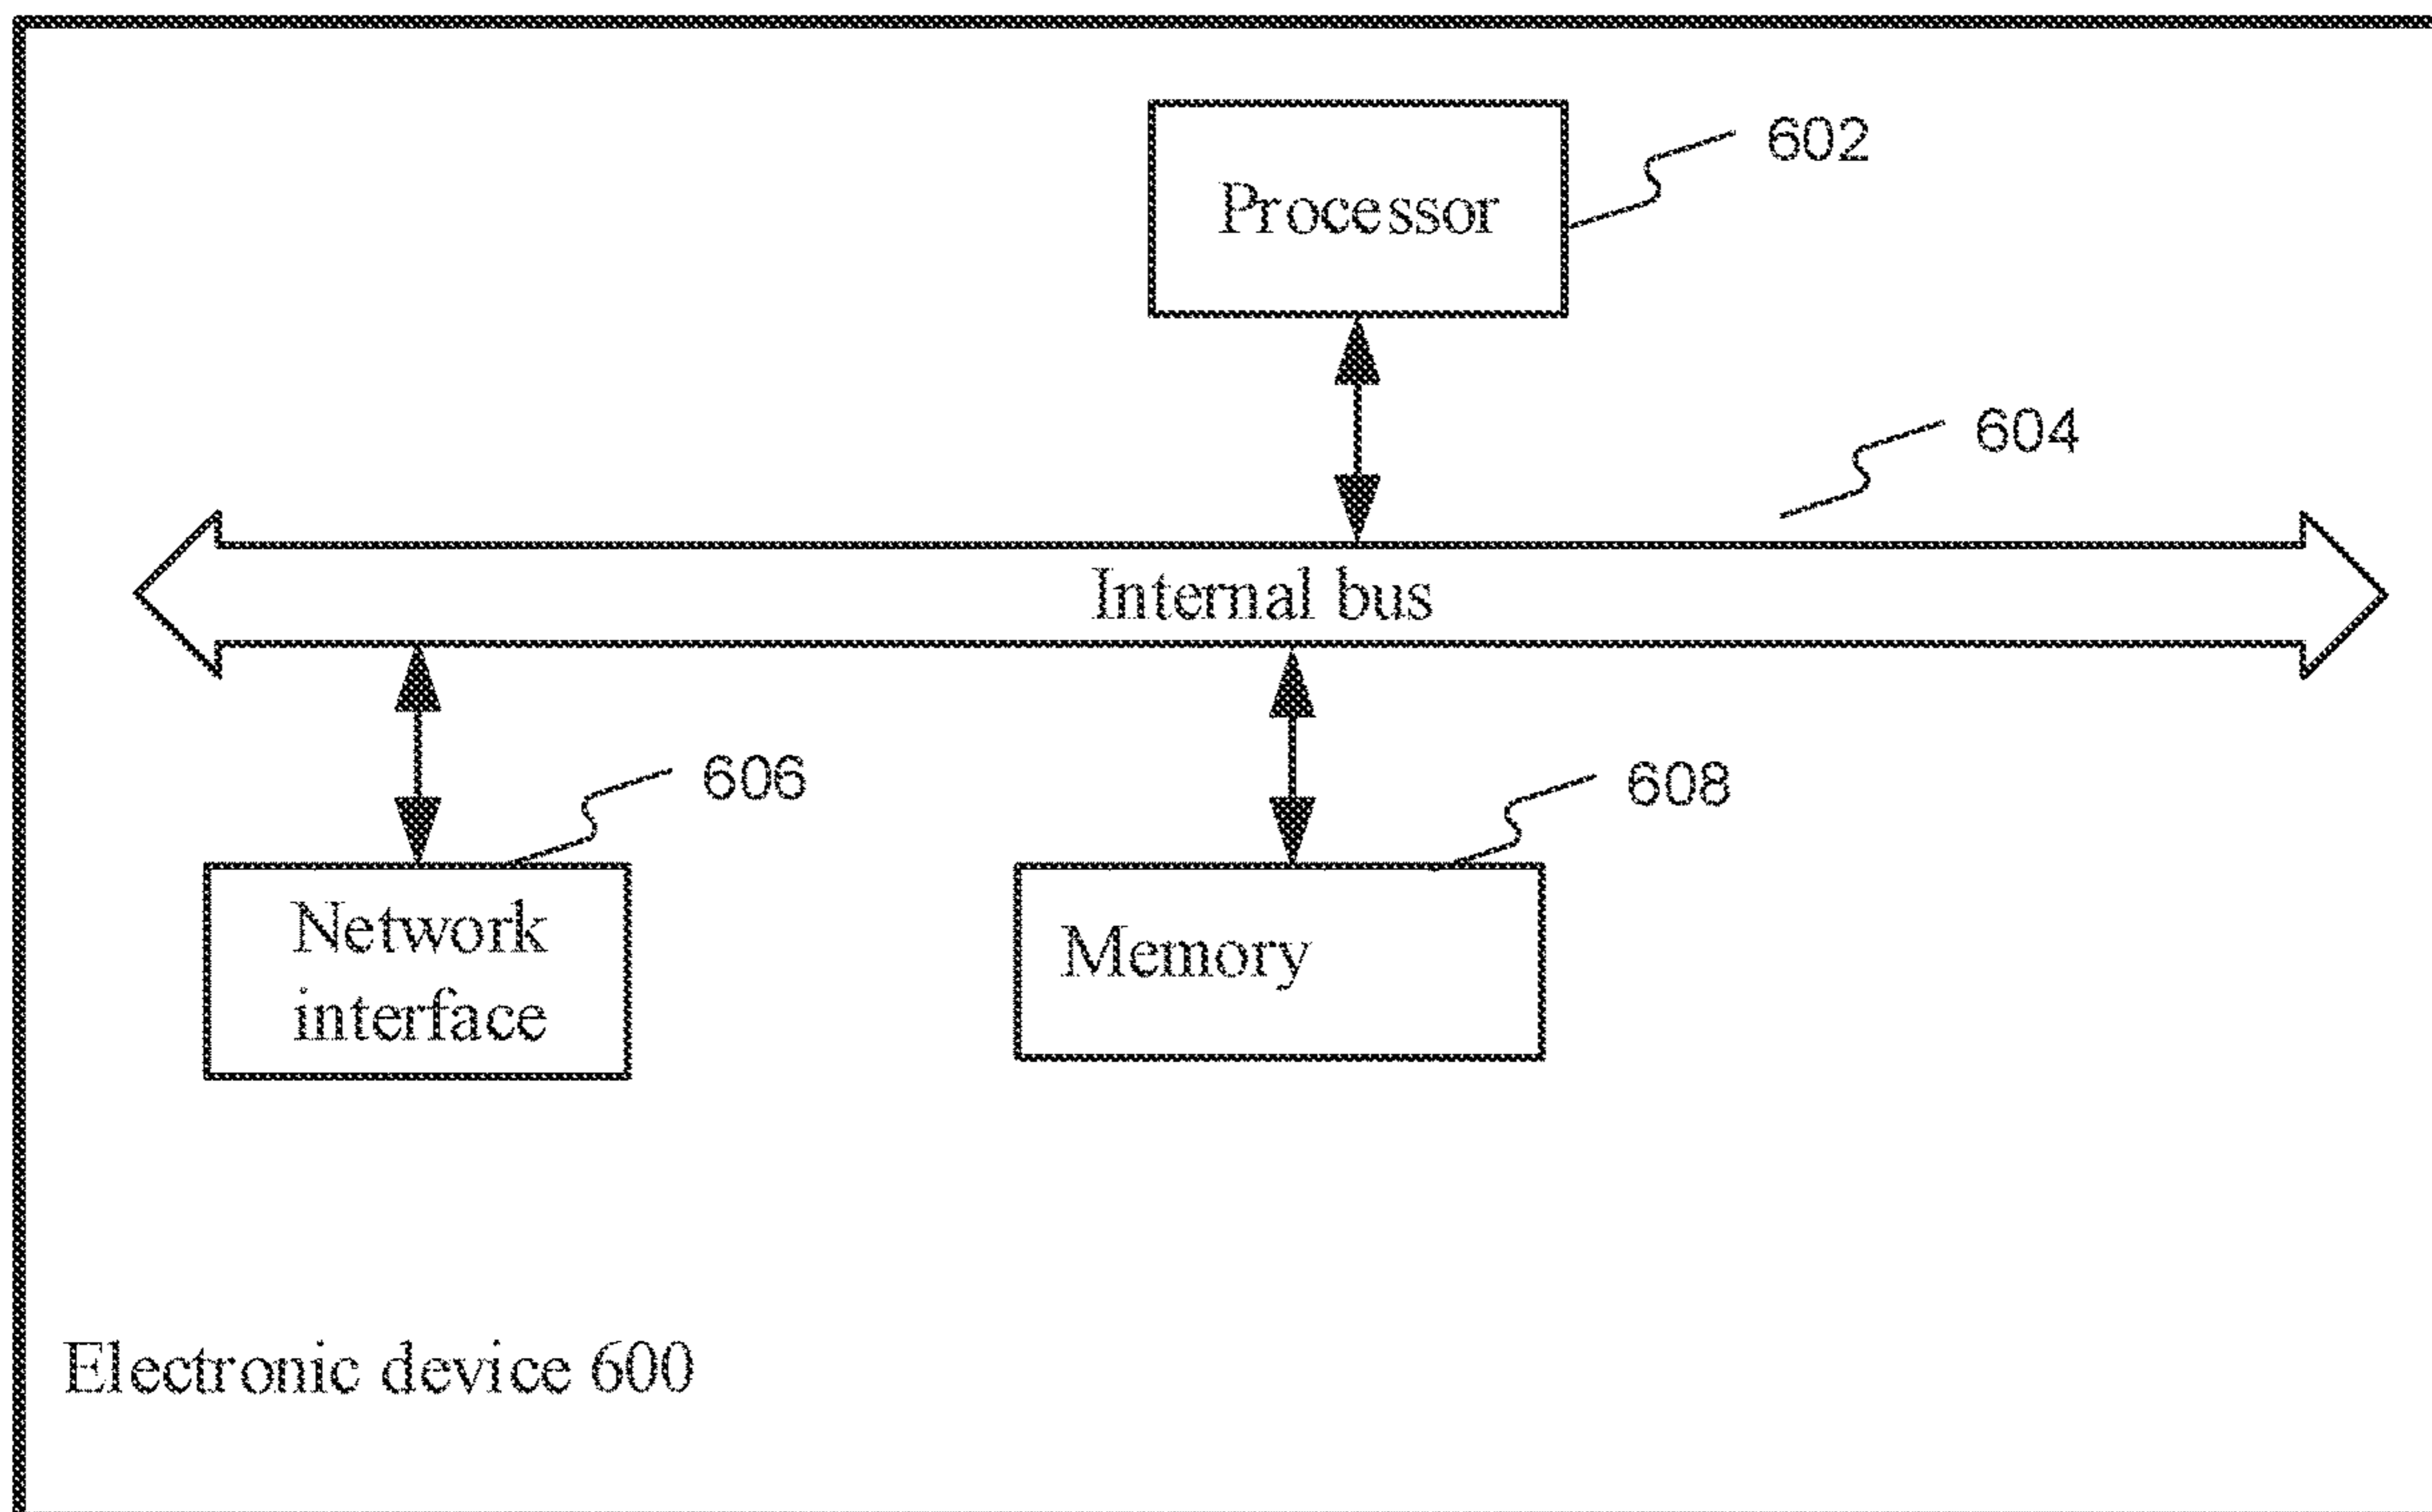 602
Processor
604
Internal bus
606
608
Network
interface
Memory
Electronic device 600